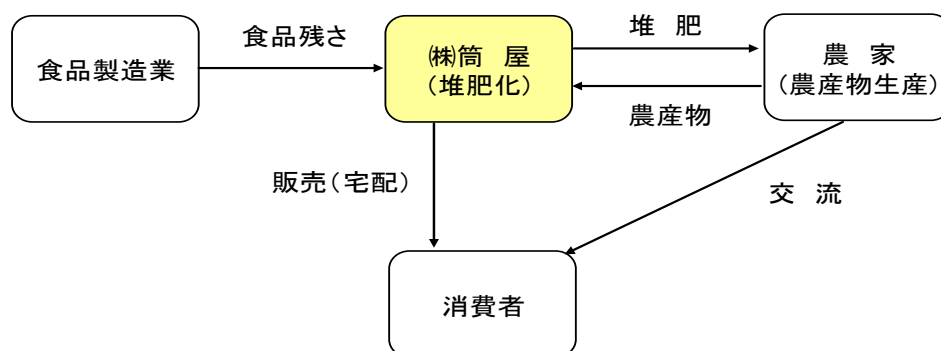 食品製造業
食品残さ
㈱筒 屋
(堆肥化)
堆 肥
農産物
農 家
(農産物生産)
販売(宅配)
交 流
消費者